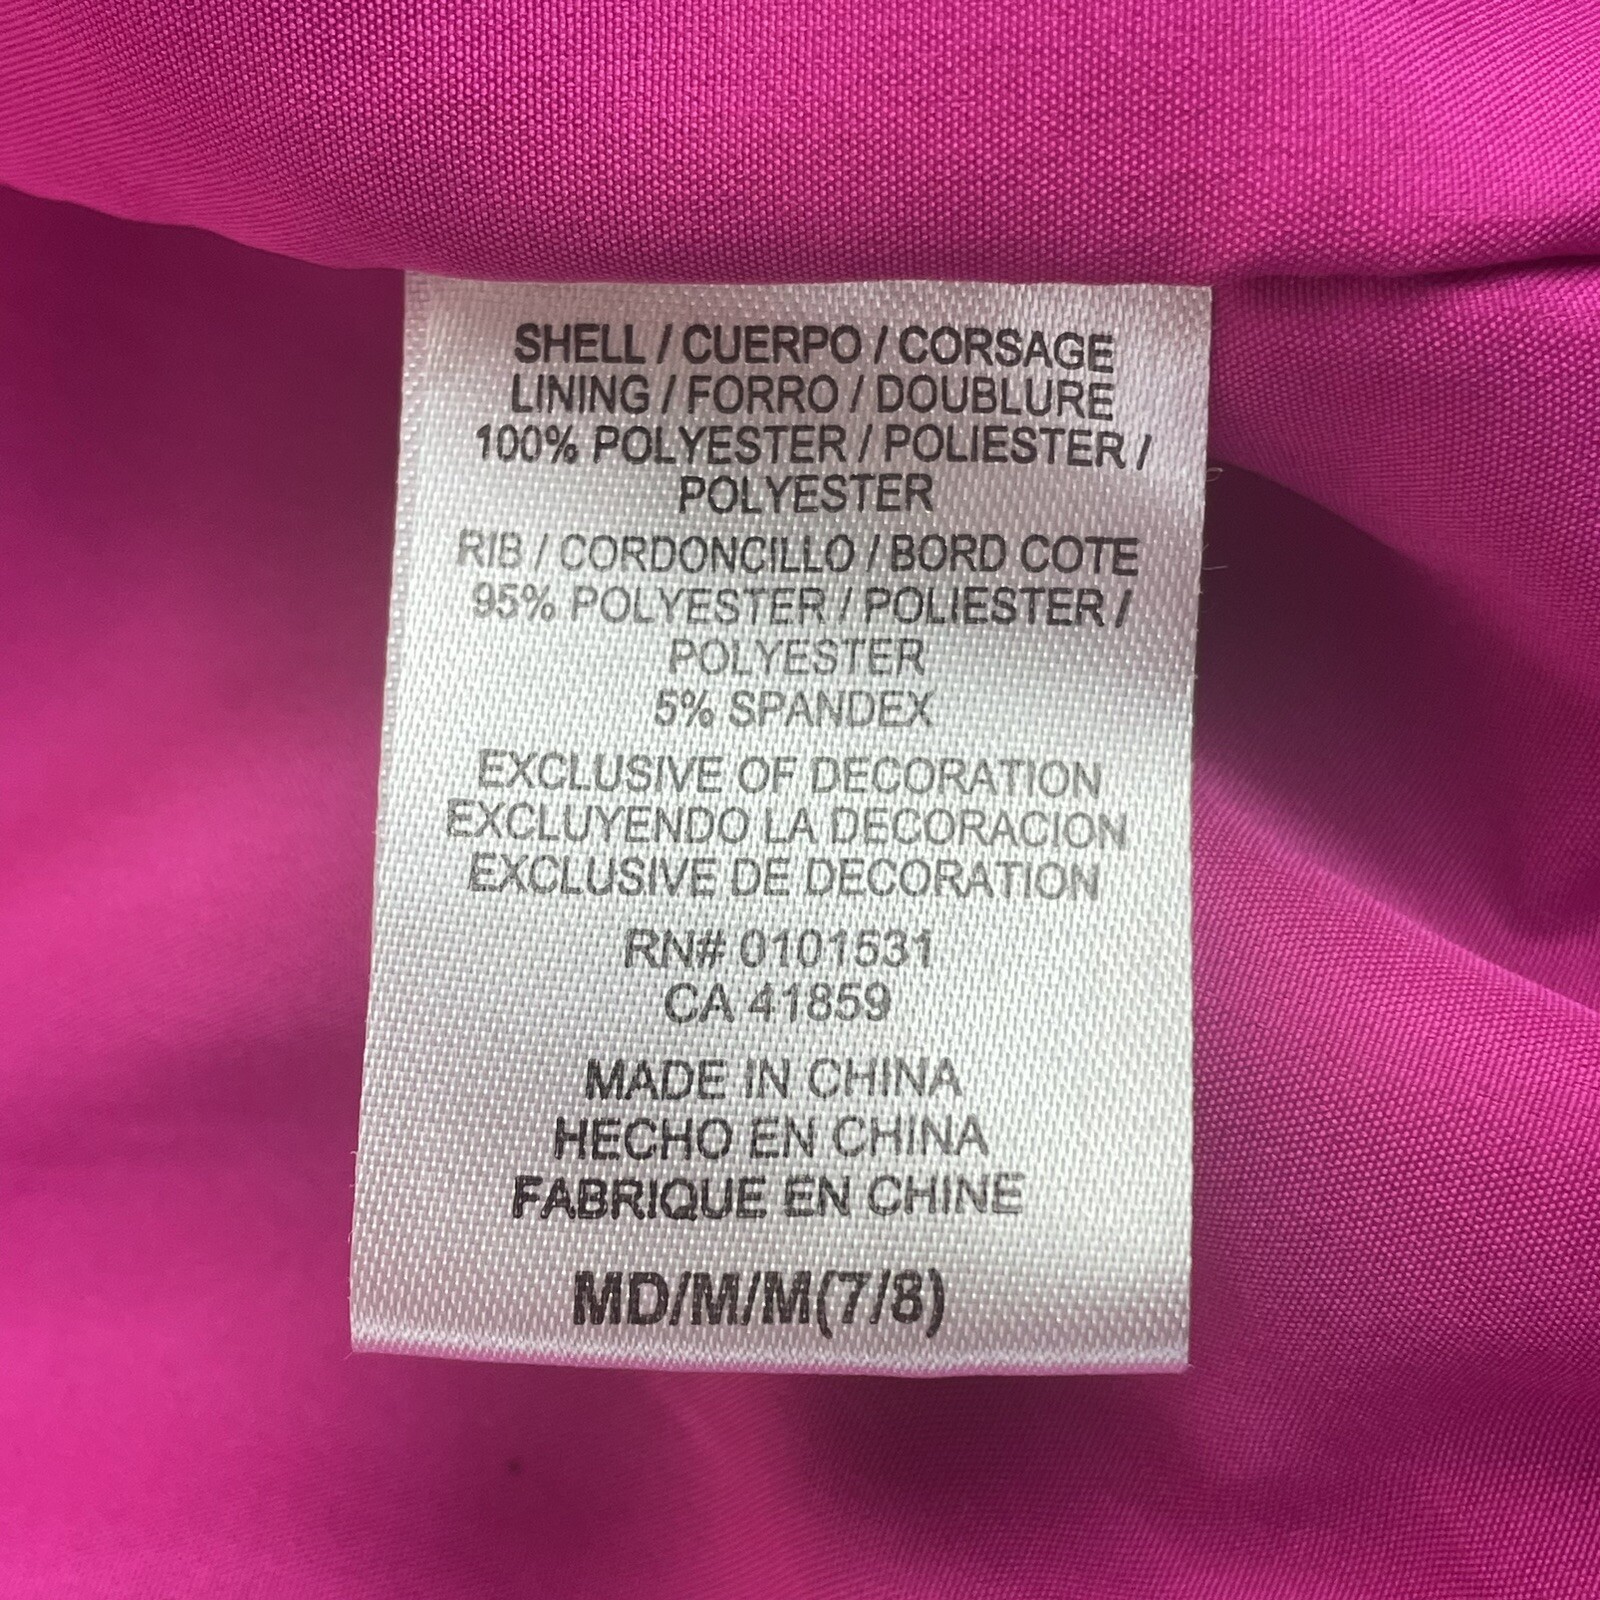 SHELL / CUERPO / CORSAGE
LINING / FORRO / DOUBLURE
100% POLYESTER / POLIESTER /
POLYESTER
RIB / CORDONCILLO / BORD COTE
95% POLYESTER / POLIESTER /
POLYESTER
5% SPANDEX
EXCLUSIVE OF DECORATION
EXCLUYENDO LA DECORACION
EXCLUSIVE DE DECORATION
RN# 0101531
CA 41859
MADE IN CHINA
HECHO EN CHINA
FABRIQUE EN CHINE
MD/M/M(7/8)